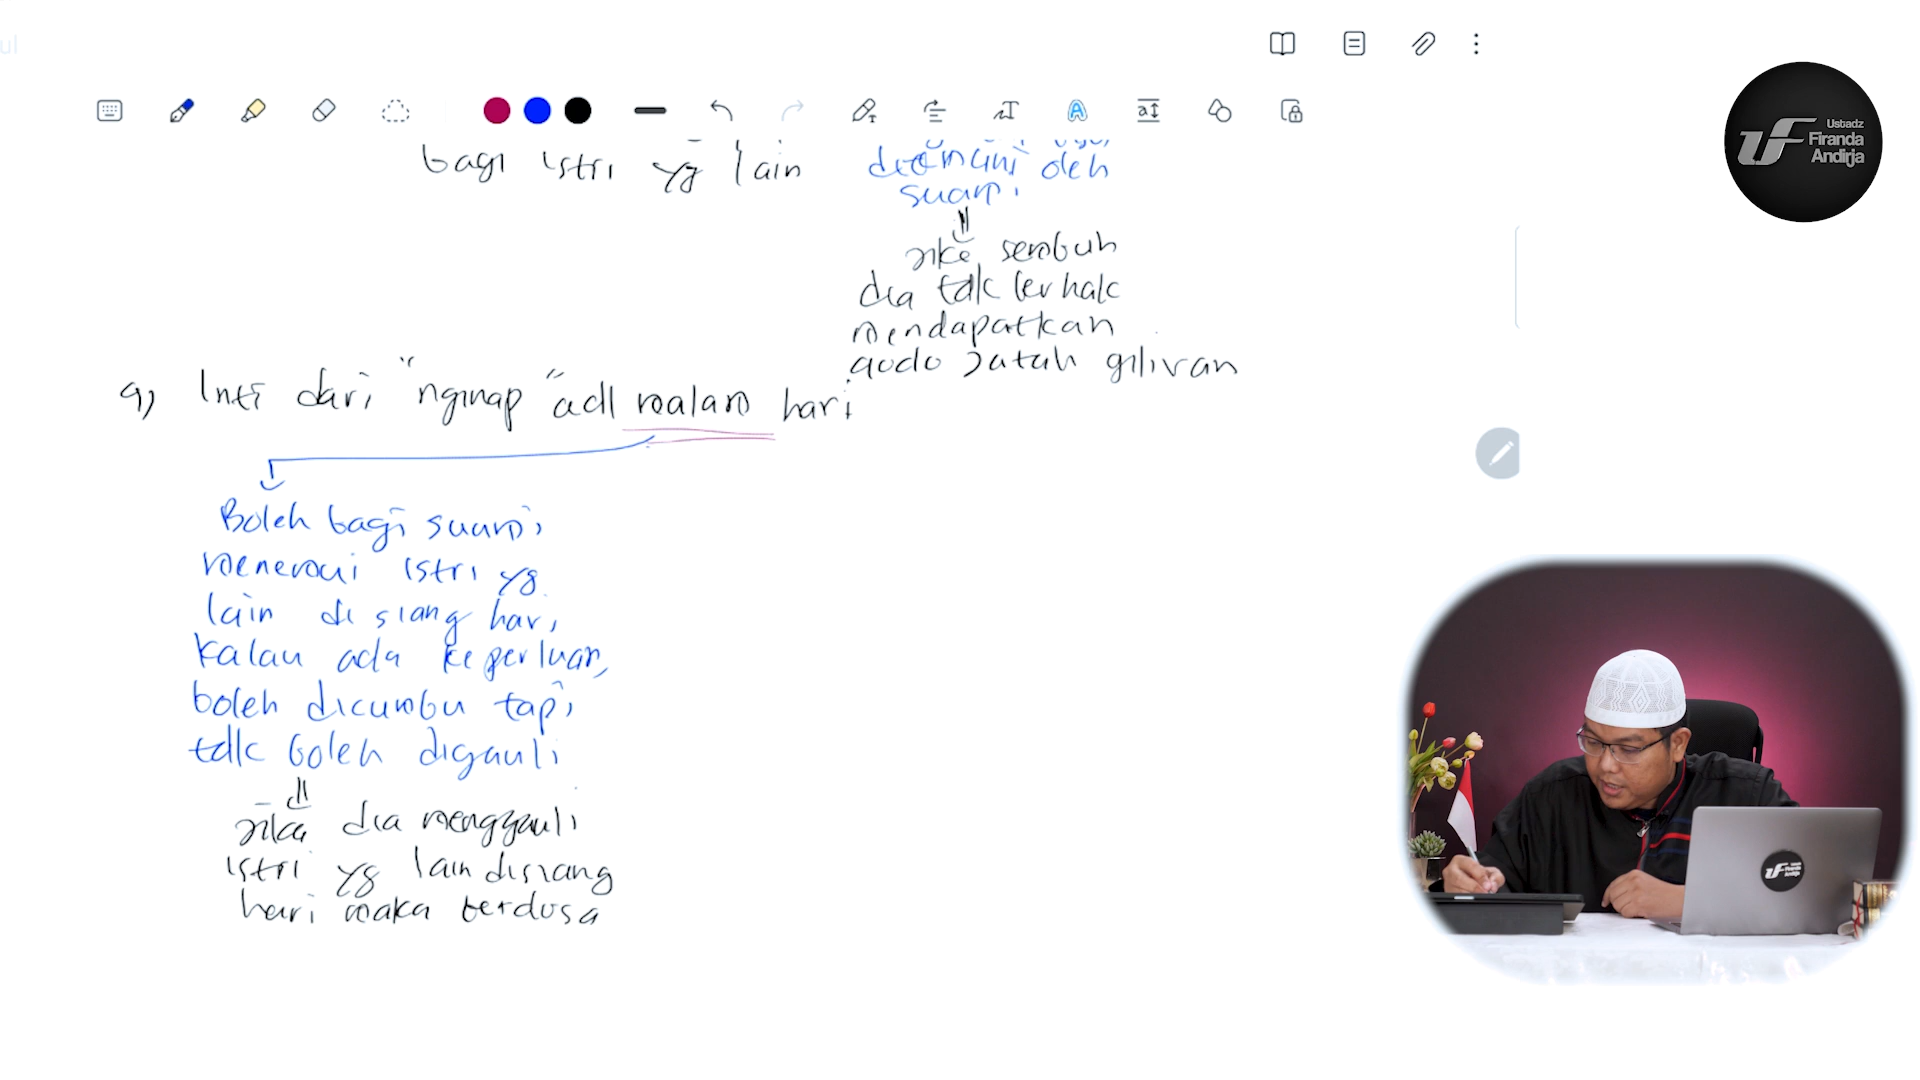 bagi istri yg lain
ditemani oleh
suami
jika sembuh
dia tdk berhak
mendapatkan
qodo jatah giliran
9) Inti dari "nginap" adl malam hari
Boleh bagi suami
menemui istri yg
lain di siang hari
kalau ada keperluan,
boleh dicumbu tapi
tdk boleh digauli
jika dia menggauli
istri yg lain disiang
hari maka berdosa
Ustadz
Firanda
Andirja